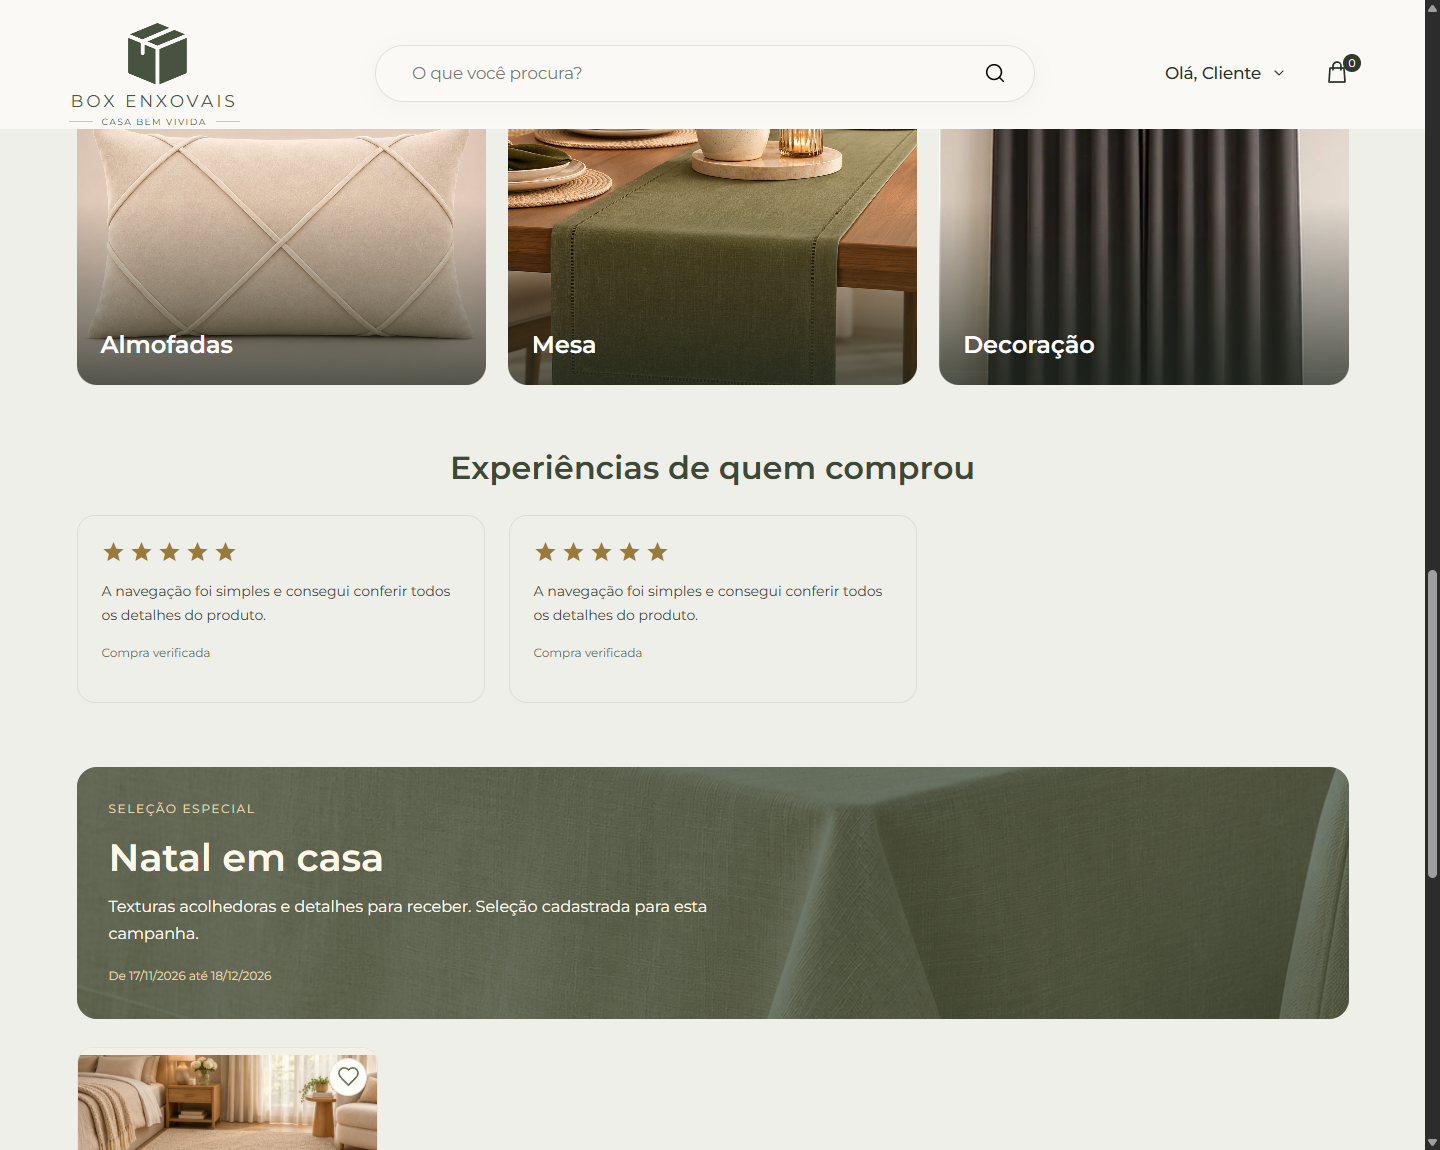 BOX ENXOVAIS
CASA BEM VIVIDA
O que você procura?
Olá, Cliente
0
Almofadas
Mesa
Decoração
Experiências de quem comprou
A navegação foi simples e consegui conferir todos
os detalhes do produto.
Compra verificada
A navegação foi simples e consegui conferir todos
os detalhes do produto.
Compra verificada
SELEÇÃO ESPECIAL
Natal em casa
Texturas acolhedoras e detalhes para receber. Seleção cadastrada para esta
campanha.
De 17/11/2026 até 18/12/2026